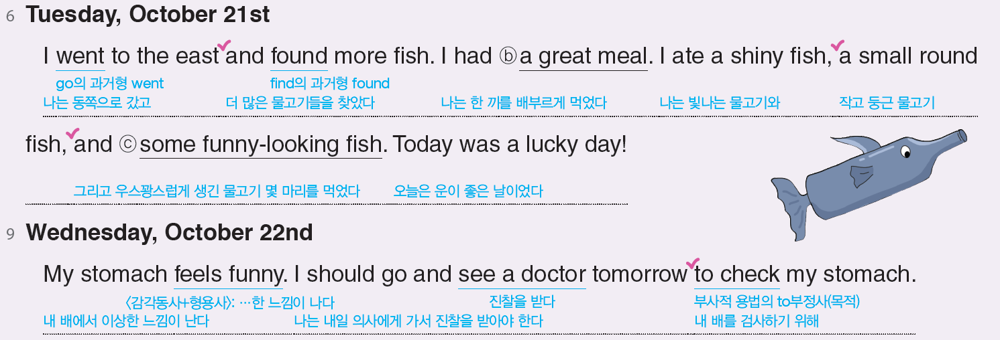 6 Tuesday, October 21st
I went to the east and found more fish. I had ⓑ a great meal. I ate a shiny fish, a small round
go의 과거형 went find의 과거형 found
나는 동쪽으로 갔고 더 많은 물고기들을 찾았다 나는 한 끼를 배부르게 먹었다 나는 빛나는 물고기와 작고 둥근 물고기
fish, and ⓒ some funny-looking fish. Today was a lucky day!
그리고 우스꽝스럽게 생긴 물고기 몇 마리를 먹었다 오늘은 운이 좋은 날이었다
9 Wednesday, October 22nd
My stomach feels funny. I should go and see a doctor tomorrow to check my stomach.
〈감각동사+형용사〉: …한 느낌이 나다 진찰을 받다 부사적 용법의 to부정사(목적)
내 배에서 이상한 느낌이 난다 나는 내일 의사에게 가서 진찰을 받아야 한다 내 배를 검사하기 위해